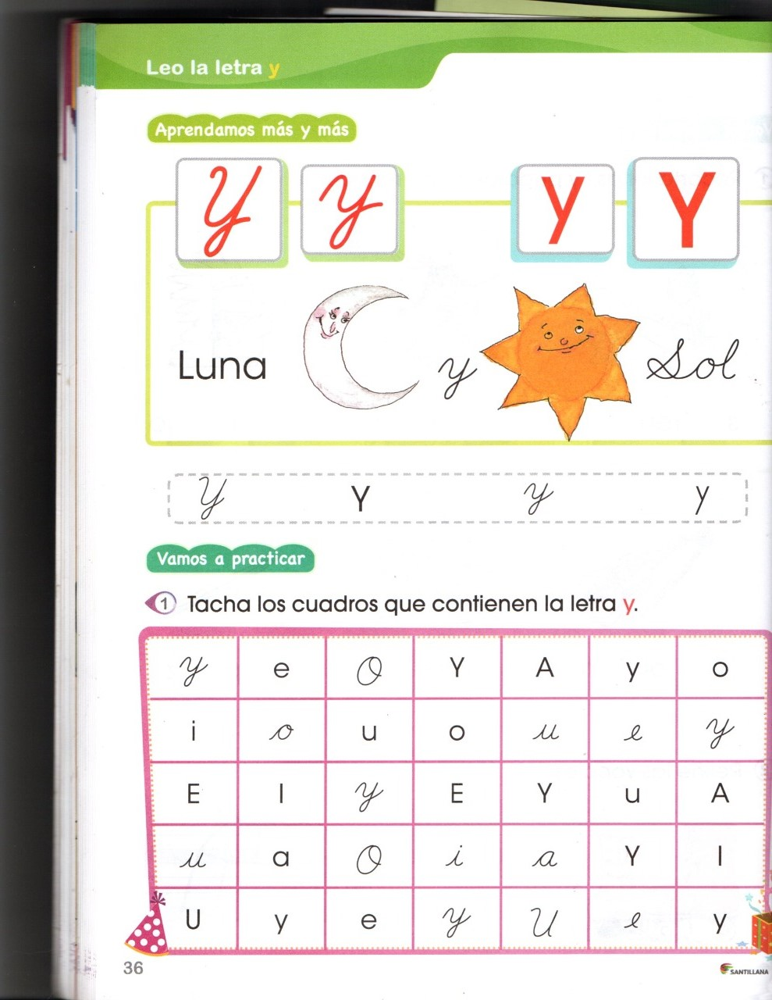 Leo la letra y
Aprendamos más y más
Y y y Y
Luna y Sol
Y Y y y
Vamos a practicar
1 Tacha los cuadros que contienen la letra y.
y e O Y A y o
i o u o u e y
E I y E Y u A
u a O i a Y I
U y e y U e y
36
SANTILLANA